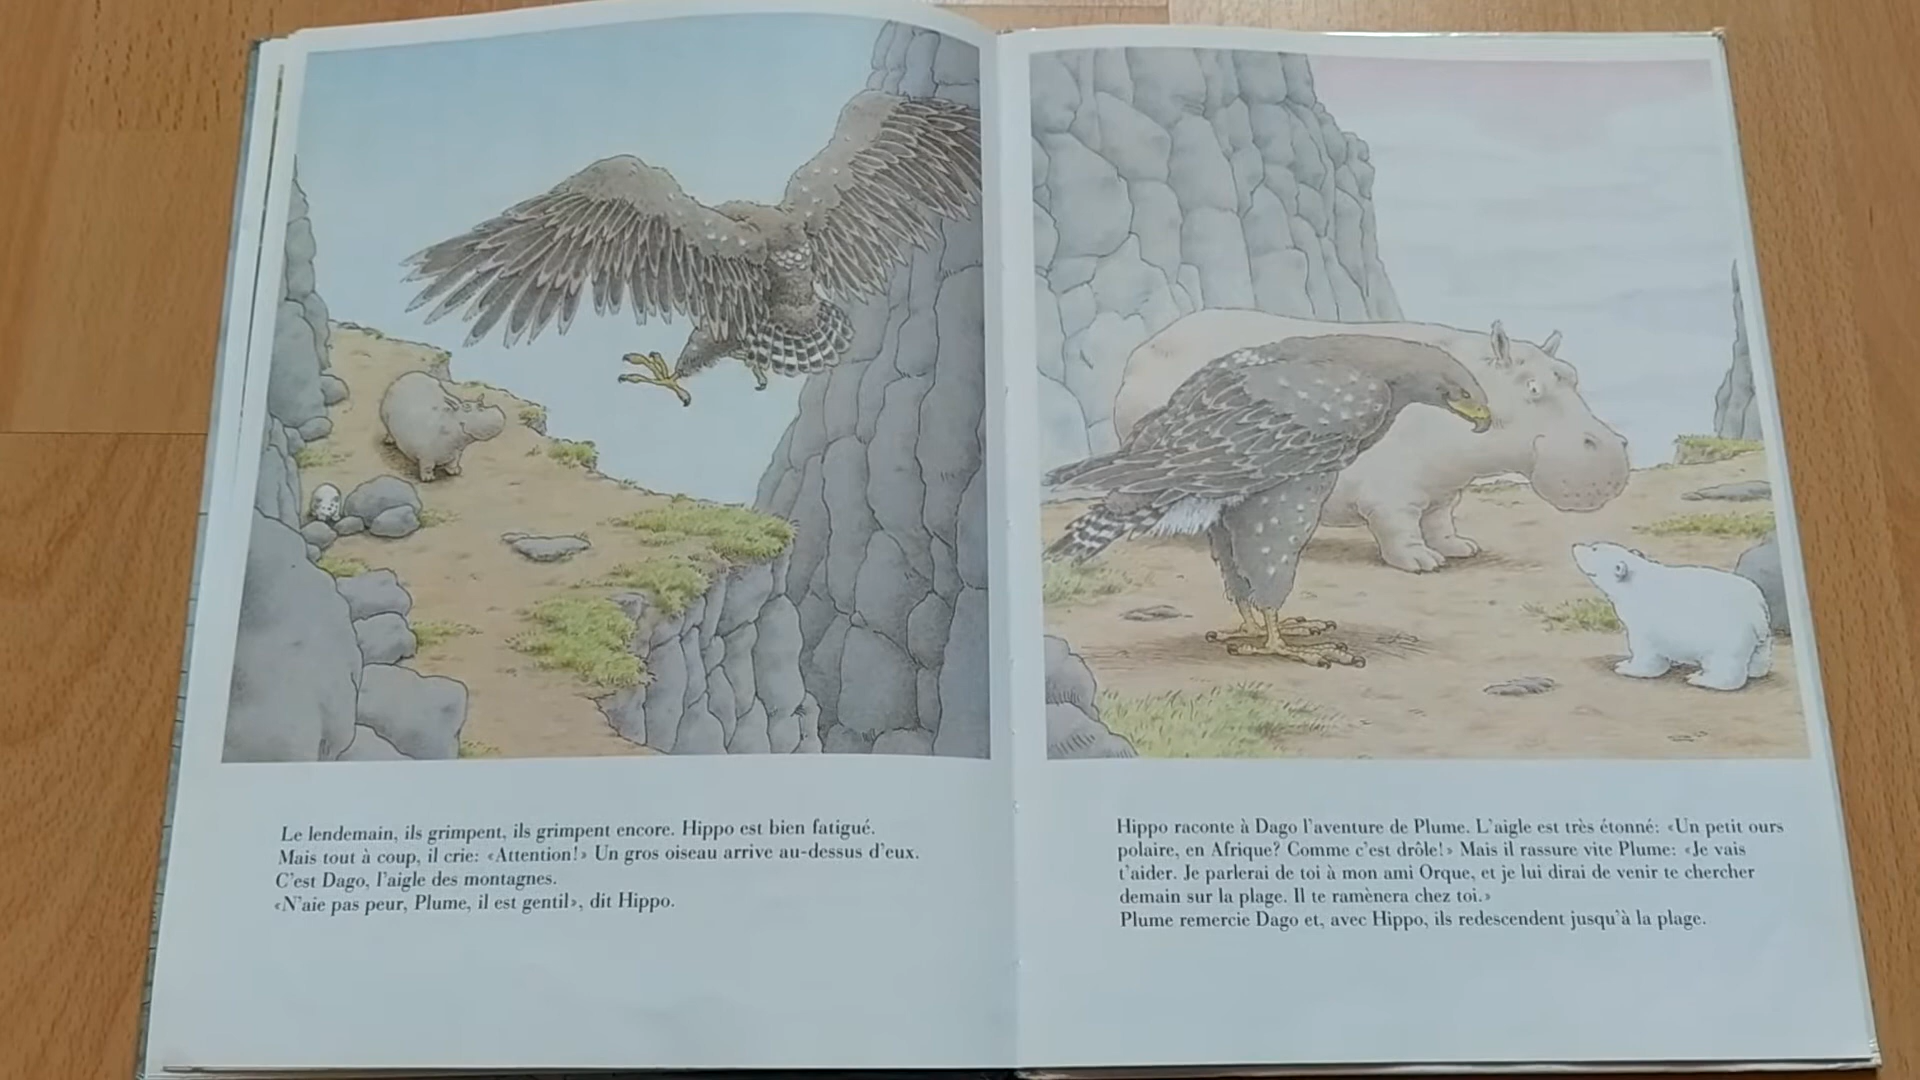 Le lendemain, ils grimpent, ils grimpent encore. Hippo est bien fatigué.
Mais tout à coup, il crie: «Attention!» Un gros oiseau arrive au-dessus d'eux.
C'est Dago, l'aigle des montagnes.
«N'aie pas peur, Plume, il est gentil», dit Hippo.
Hippo raconte à Dago l'aventure de Plume. L'aigle est très étonné: «Un petit ours
polaire, en Afrique? Comme c'est drôle!» Mais il rassure vite Plume: «Je vais
t'aider. Je parlerai de toi à mon ami Orque, et je lui dirai de venir te chercher
demain sur la plage. Il te ramènera chez toi.»
Plume remercie Dago et, avec Hippo, ils redescendent jusqu'à la plage.